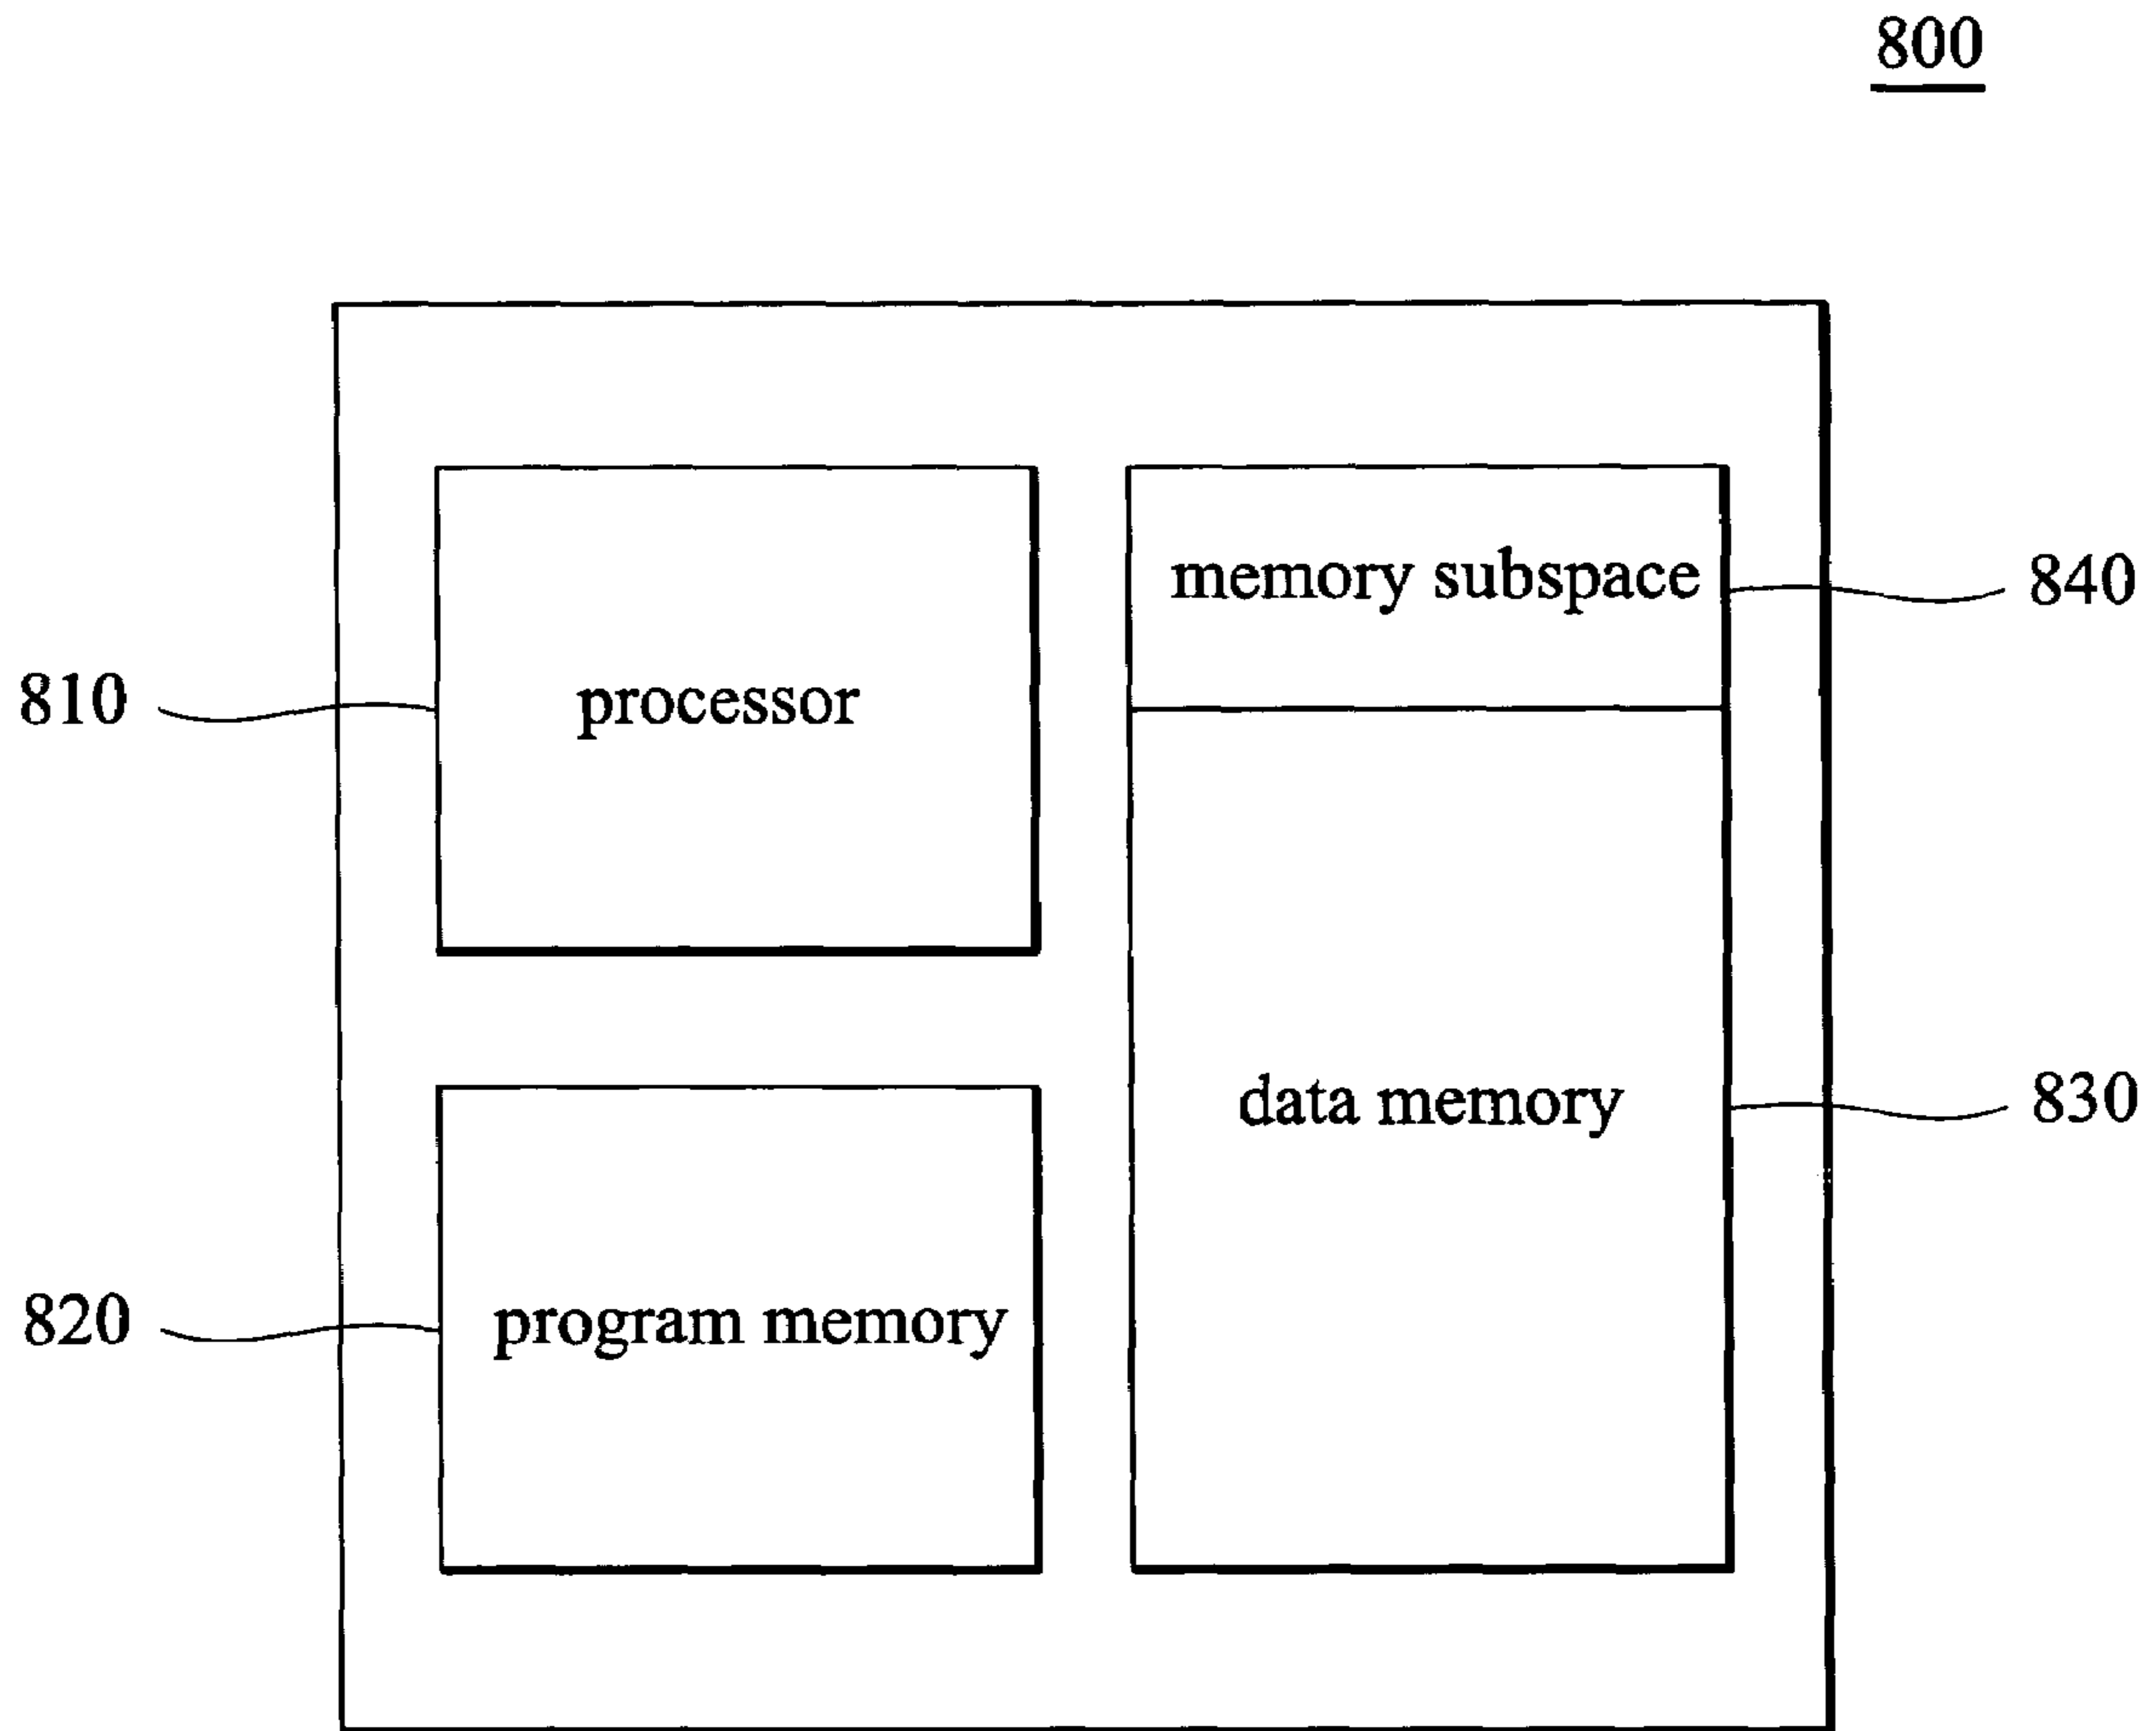 800
memory subspace
840
810
processor
data memory
830
820
program memory